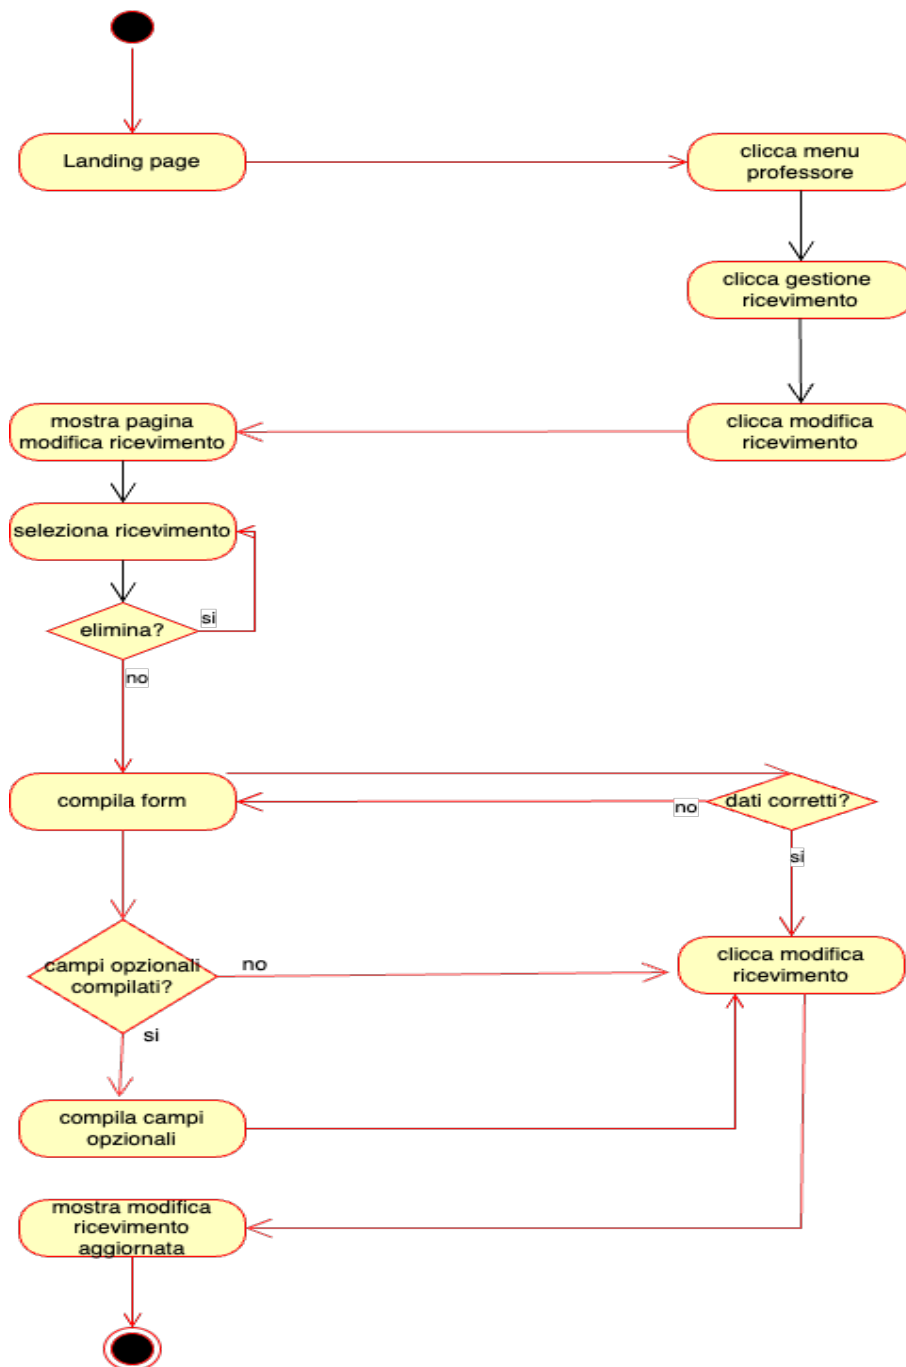 Landing page
clicca menu
professore
clicca gestione
ricevimento
mostra pagina
modifica ricevimento
clicca modifica
ricevimento
seleziona ricevimento
si
elimina?
no
compila form
dati corretti?
no
si
campi opzionali
compilati?
no
clicca modifica
ricevimento
si
compila campi
opzionali
mostra modifica
ricevimento
aggiornata